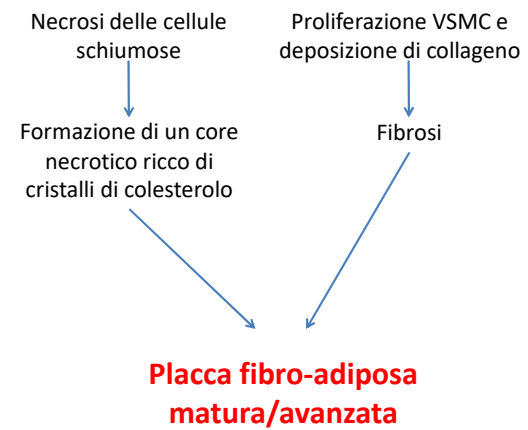 Necrosi delle cellule
schiumose
Proliferazione VSMC e
deposizione di collageno
Formazione di un core
necrotico ricco di
cristalli di colesterolo
Fibrosi
Placca fibro-adiposa
matura/avanzata